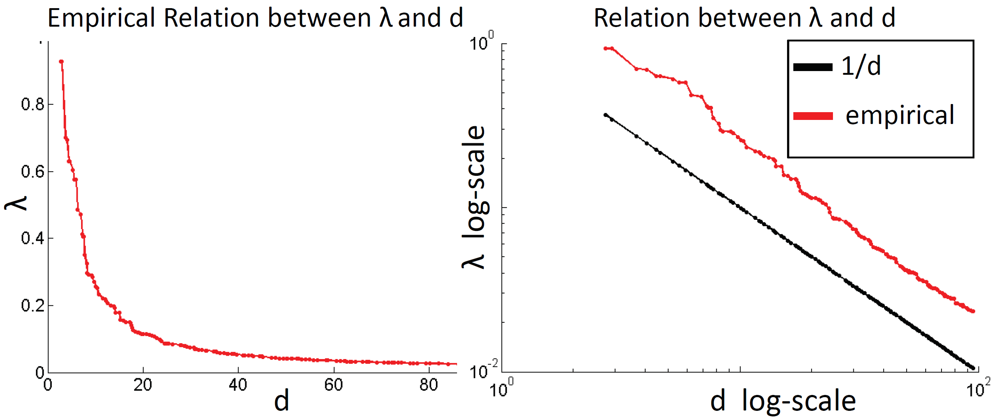 Empirical Relation between λ and d
0.8
0.6
0.4
0.2
0
0 20 40 60 80
λ
d
Relation between λ and d
10^0
10^-2
10^0 10^2
λ log-scale
d log-scale
1/d
empirical